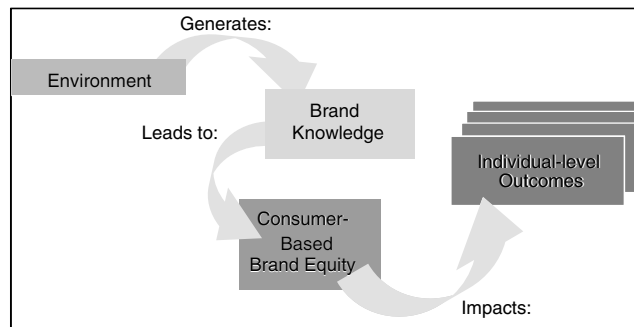 Generates:
Environment
Brand
Knowledge
Leads to:
Individual-level
Outcomes
Consumer-
Based
Brand Equity
Impacts: